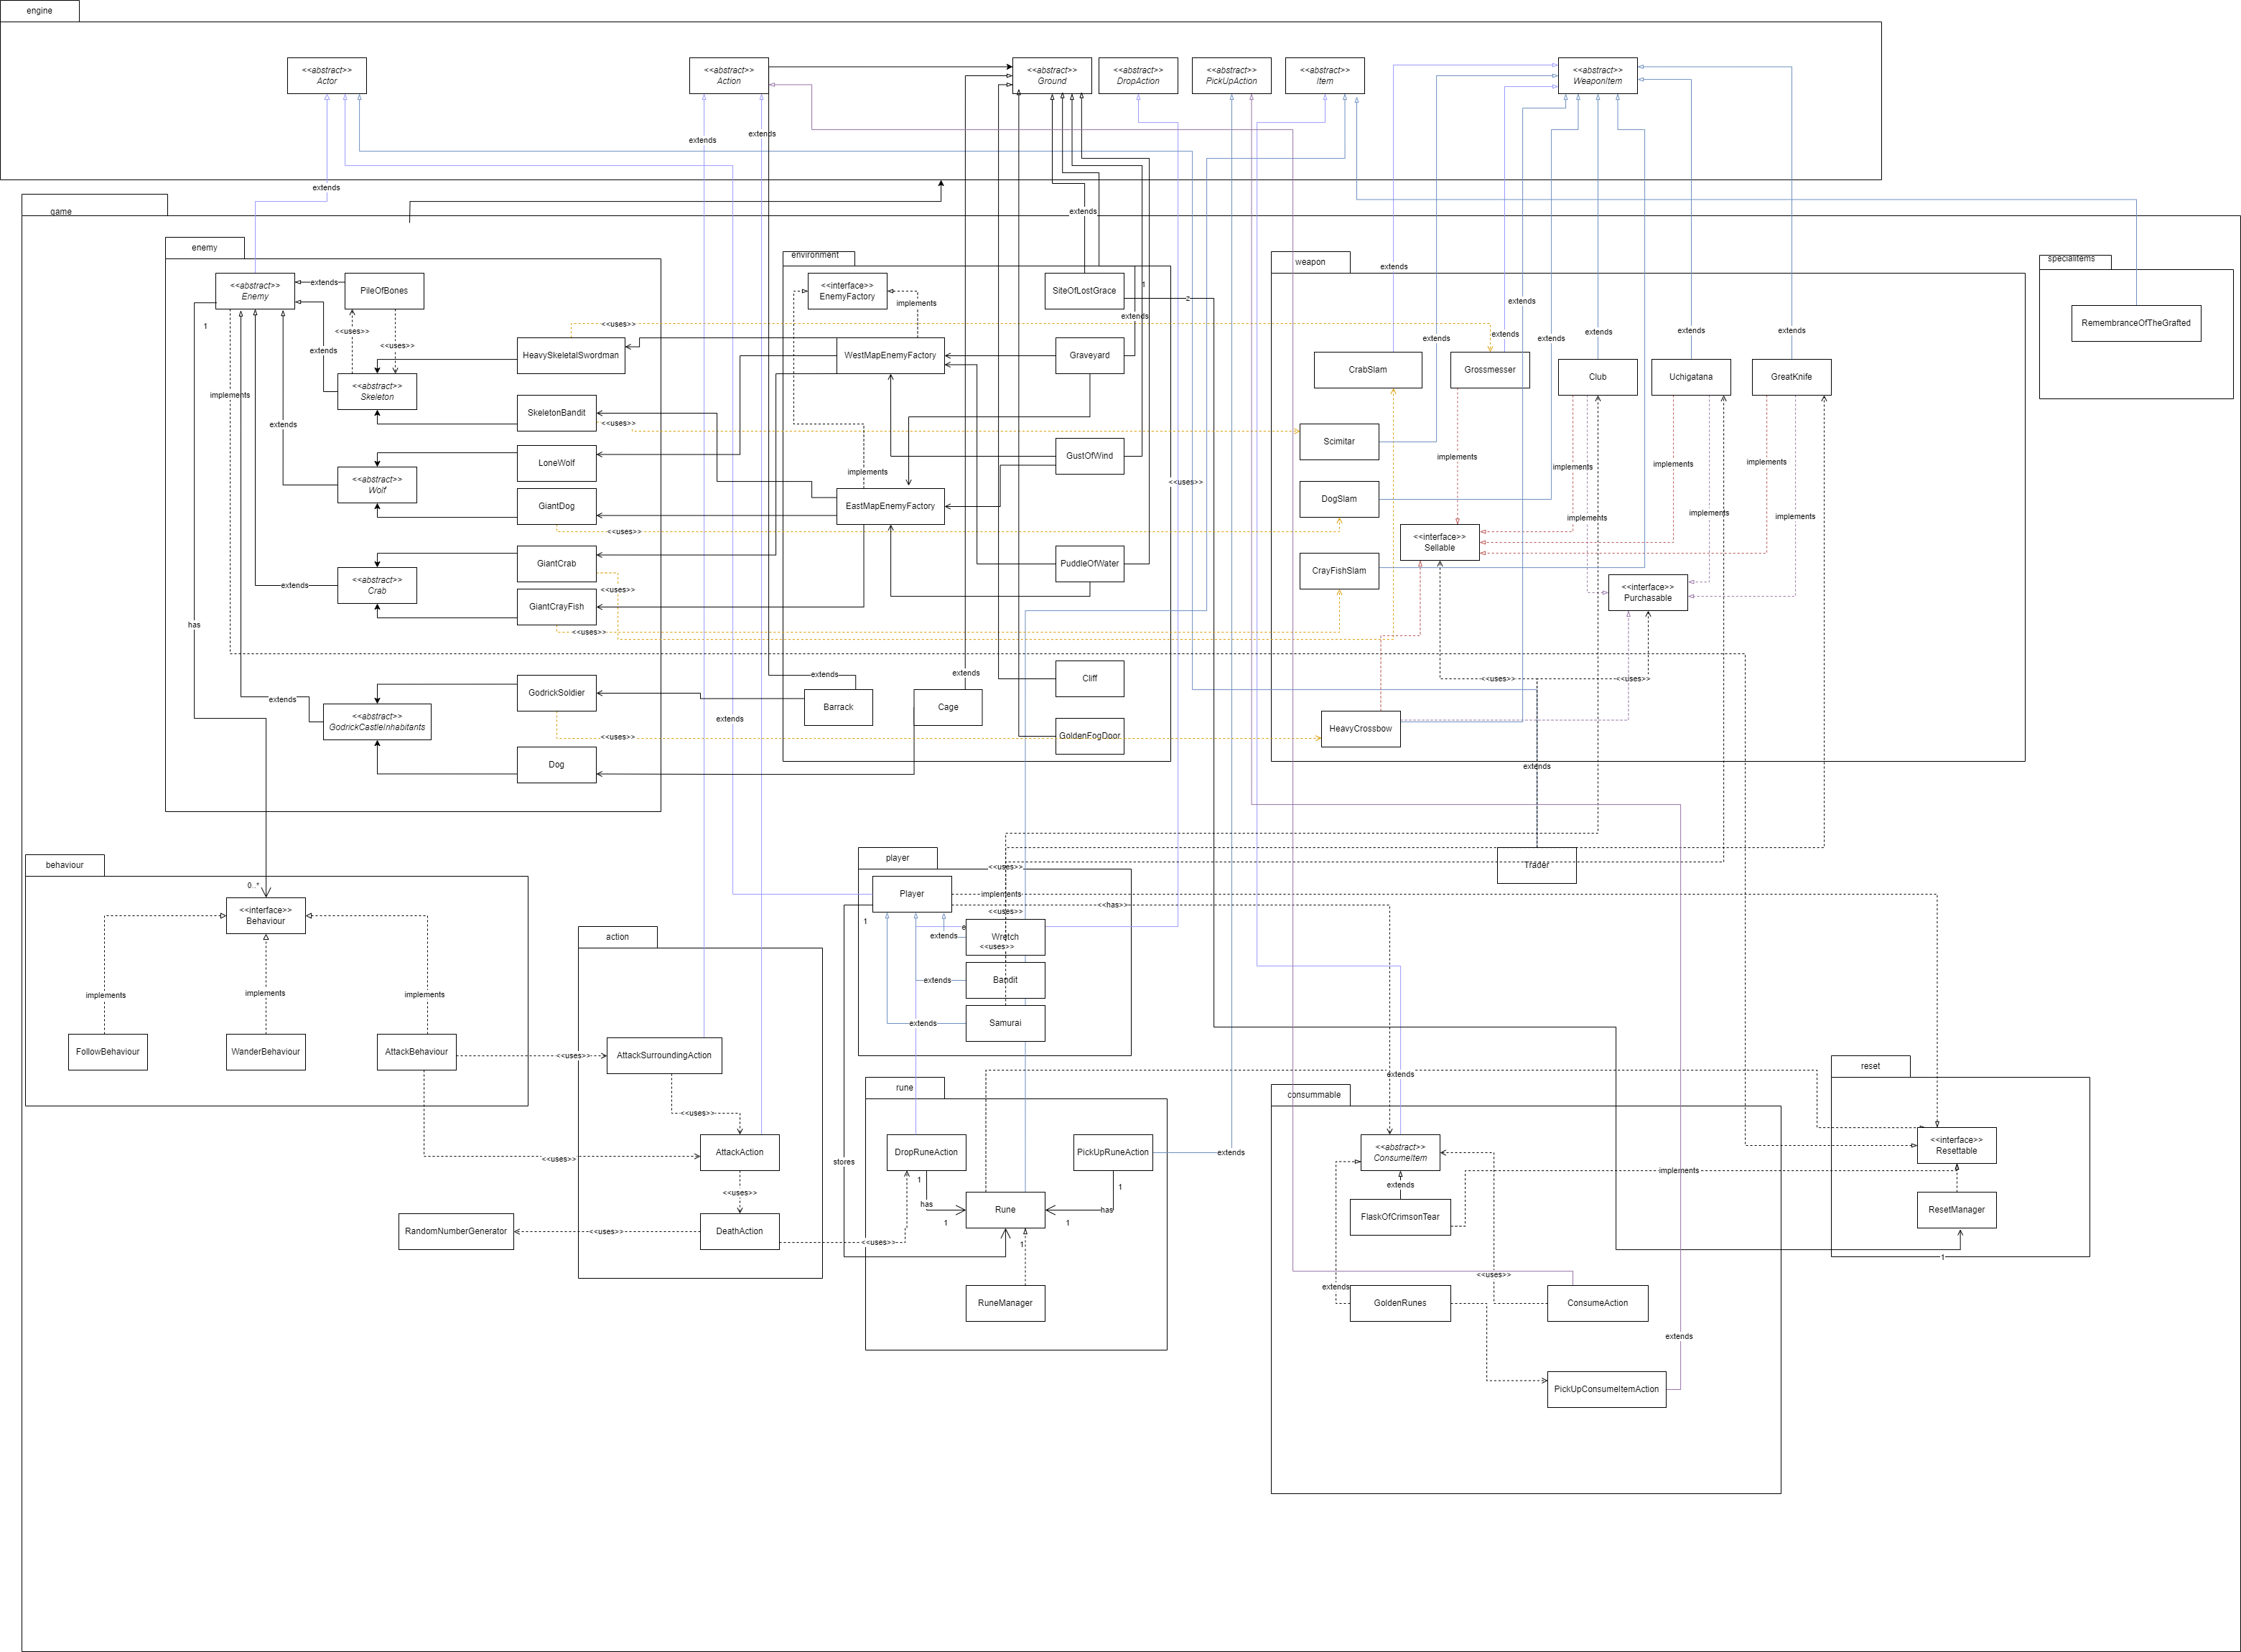 engine
<<abstract>>
Actor
<<abstract>>
Action
<<abstract>>
Ground
<<abstract>>
DropAction
<<abstract>>
PickUpAction
<<abstract>>
Item
<<abstract>>
WeaponItem
extends
extends
extends
game
extends
enemy
environment
weapon
specialitems
extends
<<abstract>>
Enemy
extends
PileOfBones
<<interface>>
EnemyFactory
implements
SiteOfLostGrace
1
2
extends
extends
extends
RemembranceOfTheGrafted
1
<<uses>>
<<uses>>
<<uses>>
extends
extends
extends
extends
extends
extends
HeavySkeletalSwordman
WestMapEnemyFactory
Graveyard
CrabSlam
Grossmesser
Club
Uchigatana
GreatKnife
<<abstract>>
Skeleton
implements
extends
SkeletonBandit
<<uses>>
Scimitar
LoneWolf
GustOfWind
implements
implements
implements
implements
implements
<<abstract>>
Wolf
<<uses>>
GiantDog
EastMapEnemyFactory
DogSlam
implements
implements
implements
<<uses>>
<<interface>>
Sellable
GiantCrab
PuddleOfWater
CrayFishSlam
<<abstract>>
Crab
extends
<<uses>>
<<interface>>
Purchasable
GiantCrayFish
has
<<uses>>
extends
extends
Cliff
<<uses>>
<<uses>>
GodrickSoldier
extends
Barrack
Cage
<<abstract>>
GodrickCastleInhabitants
extends
<<uses>>
GoldenFogDoor
HeavyCrossbow
Dog
extends
behaviour
player
<<uses>>
Trader
0..*
<<interface>>
Behaviour
Player
implements
<<has>>
1
<<uses>>
action
extends
e
Wretch
<<uses>>
extends
Bandit
implements
implements
implements
extends
Samurai
FollowBehaviour
WanderBehaviour
AttackBehaviour
<<uses>>
AttackSurroundingAction
extends
reset
rune
consummable
<<uses>>
<<interface>>
Resettable
<<abstract>>
ConsumeItem
AttackAction
<<uses>>
stores
DropRuneAction
PickUpRuneAction
extends
implements
1
1
extends
<<uses>>
has
has
Rune
FlaskOfCrimsonTear
ResetManager
1
1
RandomNumberGenerator
<<uses>>
DeathAction
<<uses>>
1
1
<<uses>>
extends
RuneManager
GoldenRunes
ConsumeAction
extends
PickUpConsumeItemAction